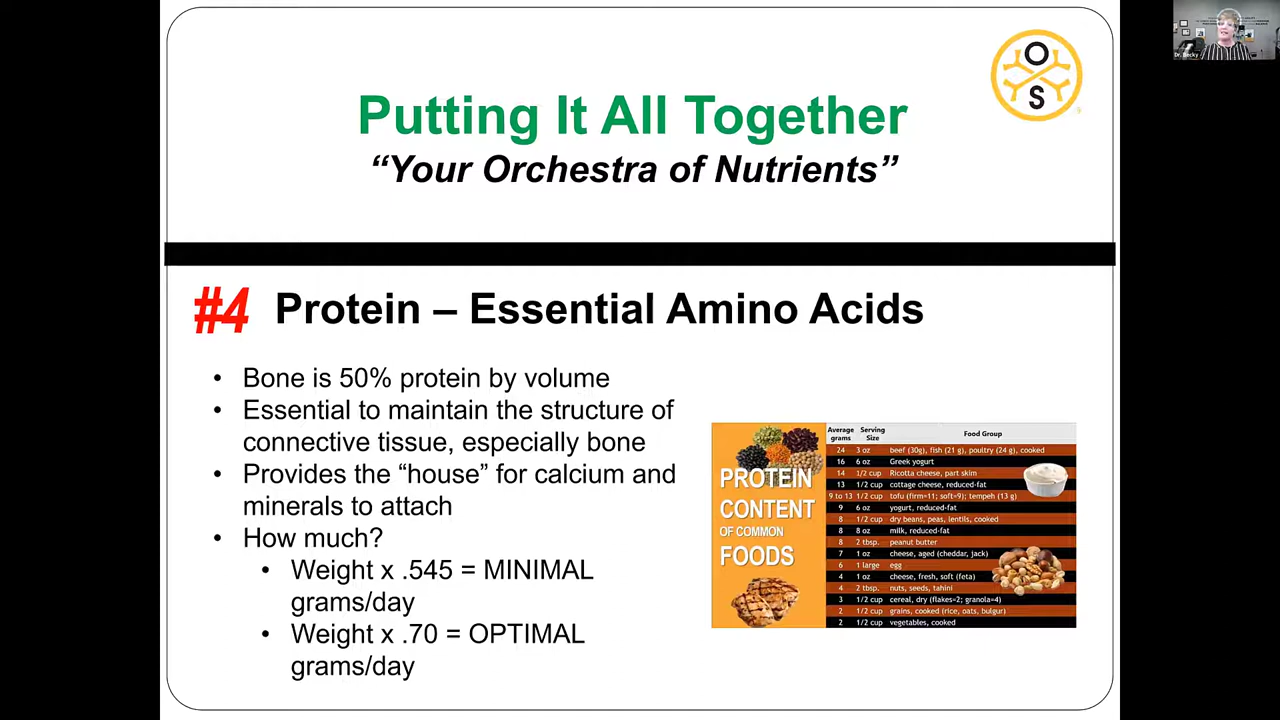 Putting It All Together
“Your Orchestra of Nutrients”
O
S
Dr. Becky
#4 Protein – Essential Amino Acids
• Bone is 50% protein by volume
• Essential to maintain the structure of
connective tissue, especially bone
• Provides the “house” for calcium and
minerals to attach
• How much?
• Weight x .545 = MINIMAL
grams/day
• Weight x .70 = OPTIMAL
grams/day
PROTEIN
CONTENT
OF COMMON
FOODS
Average grams Serving Size Food Group
24 3 oz beef (30g), fish (21 g), poultry (24 g), cooked
16 6 oz Greek yogurt
14 1/2 cup Ricotta cheese, part skim
13 1/2 cup cottage cheese, reduced-fat
9 to 13 1/2 cup tofu (firm=11; soft=9); tempeh (13 g)
9 6 oz yogurt, reduced-fat
8 1/2 cup dry beans, peas, lentils, cooked
8 8 oz milk, reduced-fat
8 2 tbsp. peanut butter
7 1 oz cheese, aged (cheddar, jack)
6 1 large egg
4 1 oz cheese, fresh, soft (feta)
4 2 tbsp. nuts, seeds, tahini
3 1/2 cup cereal, dry (flakes=2; granola=4)
2 1/2 cup grains, cooked (rice, oats, bulgur)
2 1/2 cup vegetables, cooked